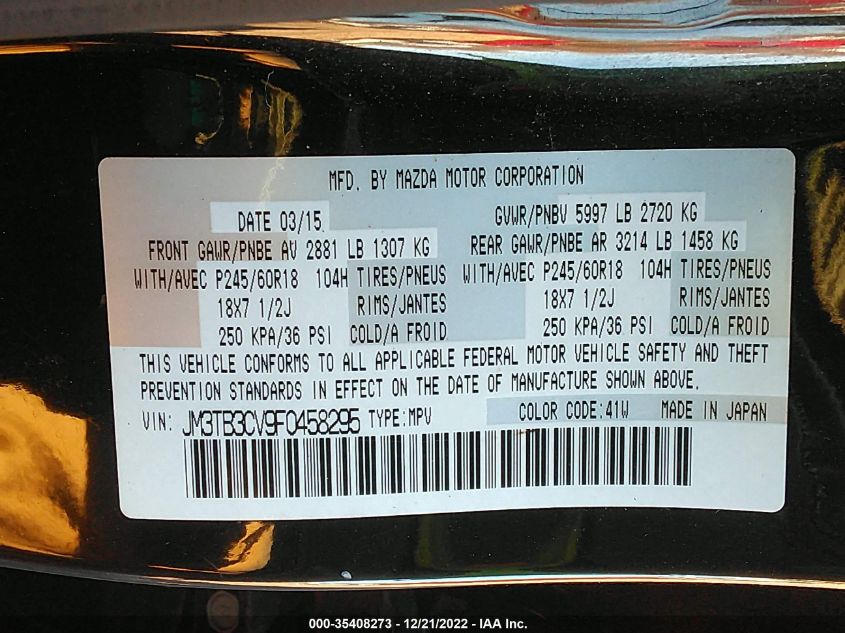 MFD. BY MAZDA MOTOR CORPORATION
DATE 03/15 GVWR/PNBV 5997 LB 2720 KG
FRONT GAWR/PNBE AV 2881 LB 1307 KG REAR GAWR/PNBE AR 3214 LB 1458 KG
WITH/AVEC P245/60R18 104H TIRES/PNEUS WITH/AVEC P245/60R18 104H TIRES/PNEUS
18X7 1/2J RIMS/JANTES 18X7 1/2J RIMS/JANTES
250 KPA/36 PSI COLD/A FROID 250 KPA/36 PSI COLD/A FROID
THIS VEHICLE CONFORMS TO ALL APPLICABLE FEDERAL MOTOR VEHICLE SAFETY AND THEFT
PREVENTION STANDARDS IN EFFECT ON THE DATE OF MANUFACTURE SHOWN ABOVE.
VIN: JM3TB3CV9F0458295 TYPE:MPV COLOR CODE:41W MADE IN JAPAN
000-35408273 - 12/21/2022 - IAA Inc.